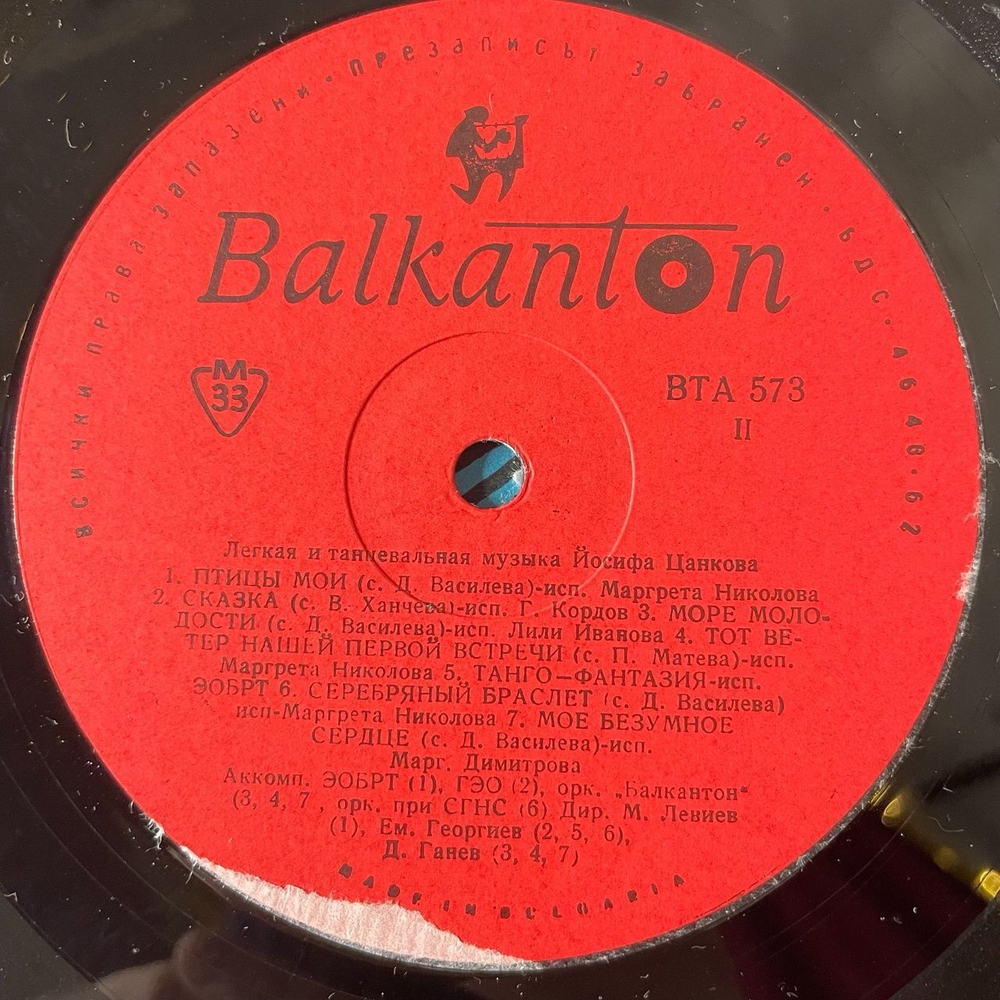 всички права запазени · презаписът забранен · БДС · 4640-62
Balkanton
М
33
ВТА 573
II
Легкая и танцевальная музыка Йосифа Цанкова
1. ПТИЦЫ МОИ (с. Д. Василева)-исп. Маргрета Николова
2. СКАЗКА (с. В. Ханчева)-исп. Г. Кордов 3. МОРЕ МОЛО-
ДОСТИ (с. Д. Василева)-исп. Лили Иванова 4. ТОТ ВЕ-
ТЕР НАШЕЙ ПЕРВОЙ ВСТРЕЧИ (с. П. Матева)-исп.
Маргрета Николова 5. ТАНГО—ФАНТАЗИЯ-исп.
ЭОБРТ 6. СЕРЕБРЯНЫЙ БРАСЛЕТ (с. Д. Василева)
исп-Маргрета Николова 7. МОЕ БЕЗУМНОЕ
СЕРДЦЕ (с. Д. Василева)-исп.
Марг. Димитрова
Аккомп. ЭОБРТ (1), ГЭО (2), орк. „Балкантон"
(3, 4, 7 , орк. при СГНС (6) Дир. М. Левиев
(1), Ем. Георгиев (2, 5, 6),
Д. Ганев (3, 4, 7)
MADE IN BULGARIA